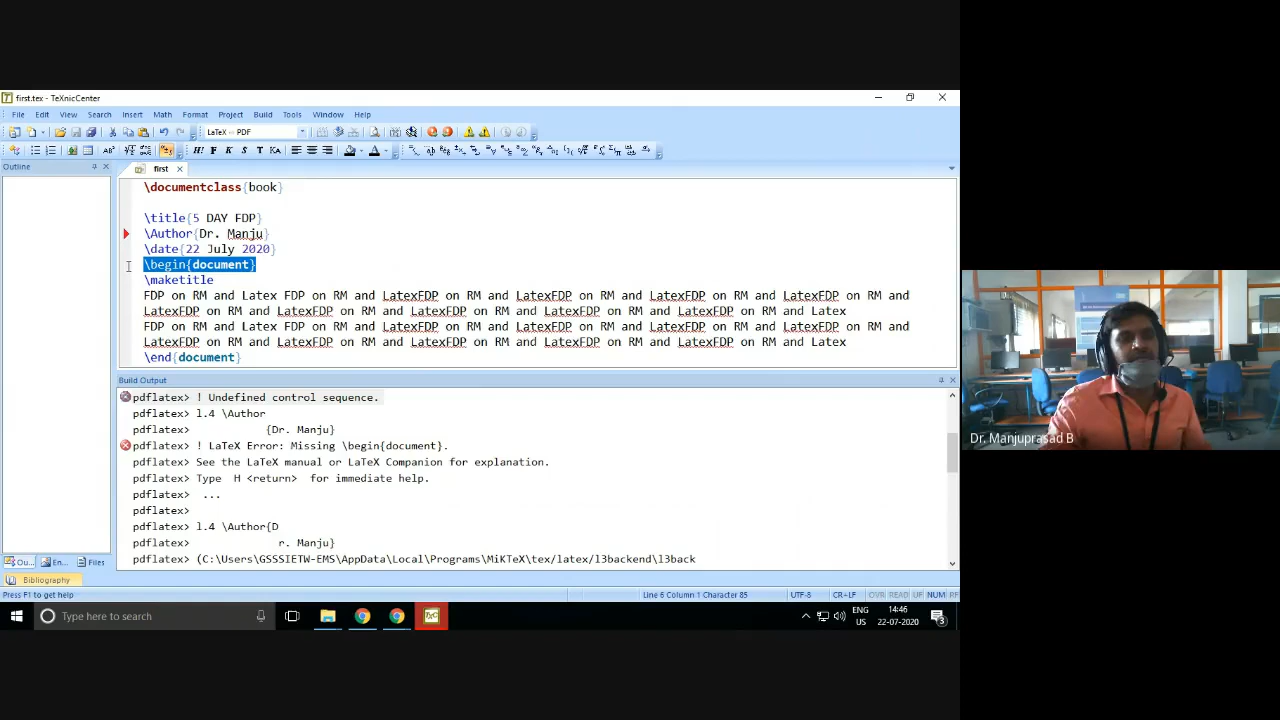 first.tex - TeXnicCenter
File Edit View Search Insert Math Format Project Build Tools Window Help
LaTeX ⇨ PDF
Outline
first
\documentclass{book}
\title{5 DAY FDP}
\Author{Dr. Manju}
\date{22 July 2020}
\begin{document}
\maketitle
FDP on RM and Latex FDP on RM and LatexFDP on RM and LatexFDP on RM and LatexFDP on RM and LatexFDP on RM and
LatexFDP on RM and LatexFDP on RM and LatexFDP on RM and LatexFDP on RM and LatexFDP on RM and Latex
FDP on RM and Latex FDP on RM and LatexFDP on RM and LatexFDP on RM and LatexFDP on RM and LatexFDP on RM and
LatexFDP on RM and LatexFDP on RM and LatexFDP on RM and LatexFDP on RM and LatexFDP on RM and Latex
\end{document}
Build Output
pdflatex> ! Undefined control sequence.
pdflatex> l.4 \Author
pdflatex> {Dr. Manju}
pdflatex> ! LaTeX Error: Missing \begin{document}.
pdflatex> See the LaTeX manual or LaTeX Companion for explanation.
pdflatex> Type H <return> for immediate help.
pdflatex> ...
pdflatex>
pdflatex> l.4 \Author{D
pdflatex> r. Manju}
pdflatex> (C:\Users\GSSSIETW-EMS\AppData\Local\Programs\MiKTeX\tex/latex/l3backend\l3back
Ou... En... Files
Bibliography
Press F1 to get help
Line 6 Column 1 Character 85 UTF-8 CR+LF OVR READ UF NUM RF
Type here to search
ENG
US
14:46
22-07-2020
3
Dr. Manjuprasad B